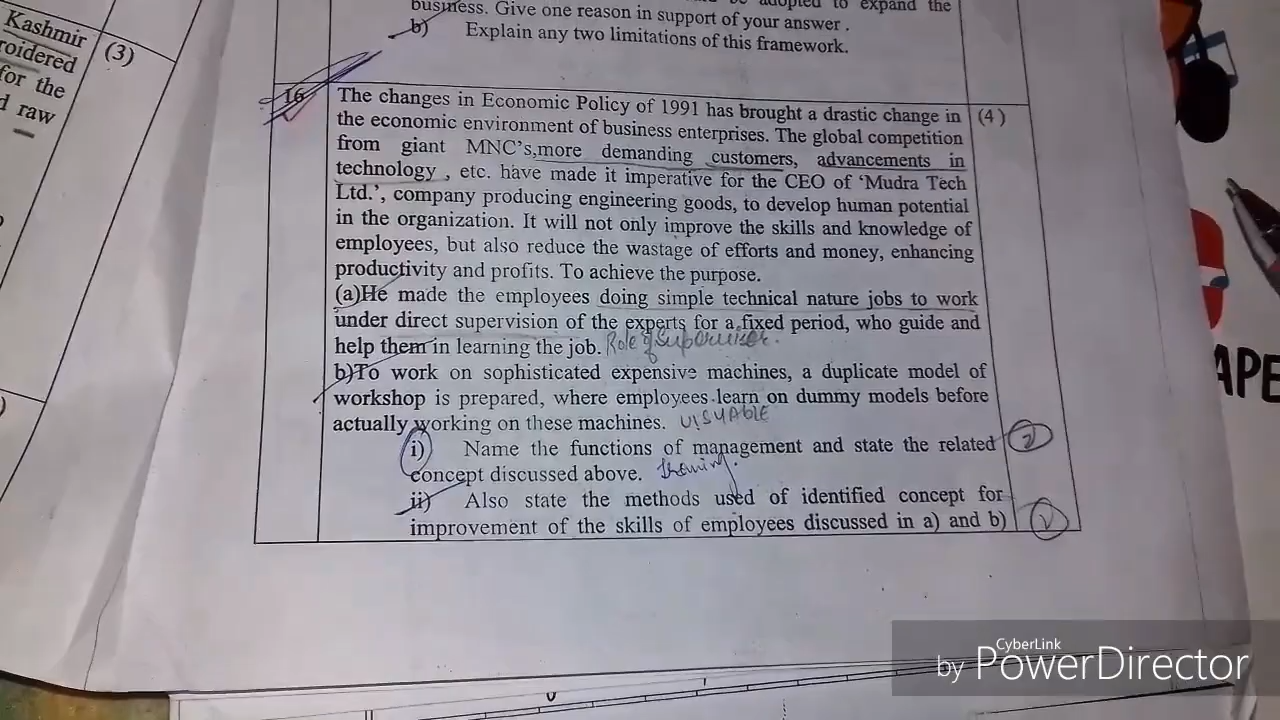 Kashmir
roidered
(3)
for the
d raw
adopted to expand the
business. Give one reason in support of your answer .
b) Explain any two limitations of this framework.
16. The changes in Economic Policy of 1991 has brought a drastic change in (4)
the economic environment of business enterprises. The global competition
from giant MNC's,more demanding customers, advancements in
technology , etc. have made it imperative for the CEO of 'Mudra Tech
Ltd.', company producing engineering goods, to develop human potential
in the organization. It will not only improve the skills and knowledge of
employees, but also reduce the wastage of efforts and money, enhancing
productivity and profits. To achieve the purpose.
(a)He made the employees doing simple technical nature jobs to work
under direct supervision of the experts for a fixed period, who guide and
help them in learning the job. Role of Supervisor.
b)To work on sophisticated expensive machines, a duplicate model of
workshop is prepared, where employees learn on dummy models before
actually working on these machines.
i) Name the functions of management and state the related 2
concept discussed above.
ii) Also state the methods used of identified concept for
improvement of the skills of employees discussed in a) and b)
APE
CyberLink
by PowerDirector